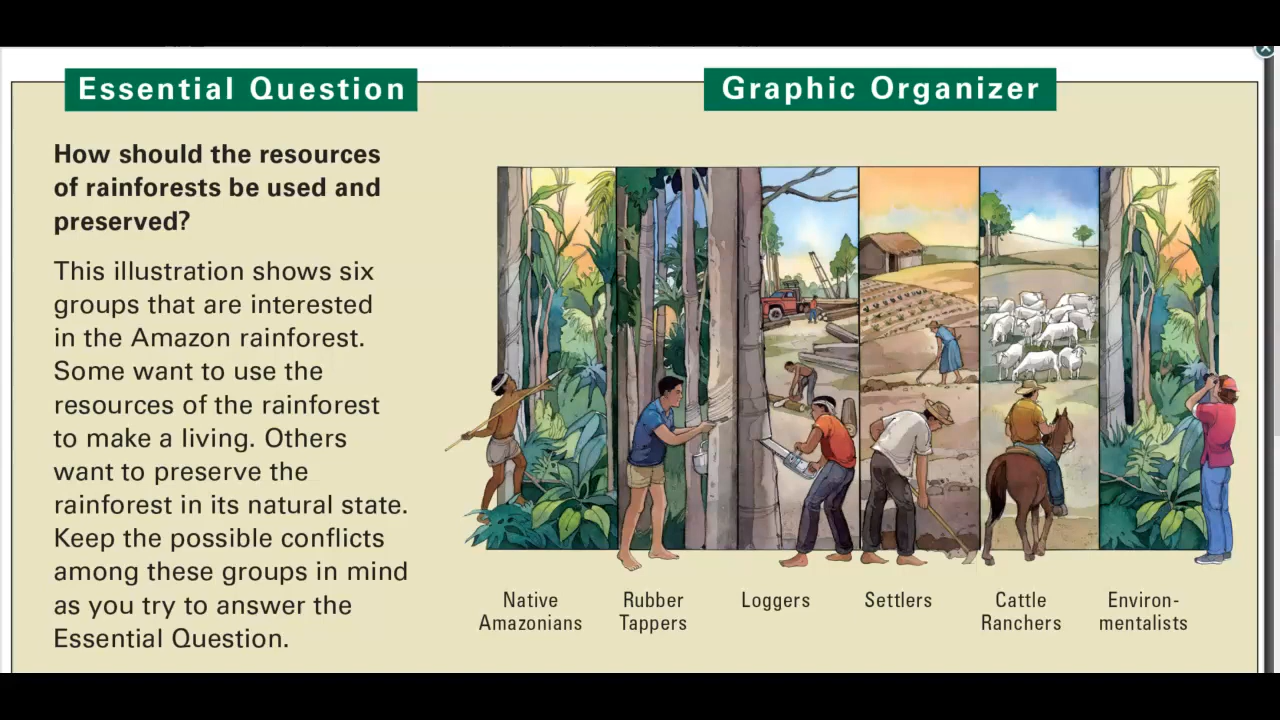 Essential Question
How should the resources
of rainforests be used and
preserved?
This illustration shows six
groups that are interested
in the Amazon rainforest.
Some want to use the
resources of the rainforest
to make a living. Others
want to preserve the
rainforest in its natural state.
Keep the possible conflicts
among these groups in mind
as you try to answer the
Essential Question.
Graphic Organizer
Native
Amazonians
Rubber
Tappers
Loggers
Settlers
Cattle
Ranchers
Environ-
mentalists